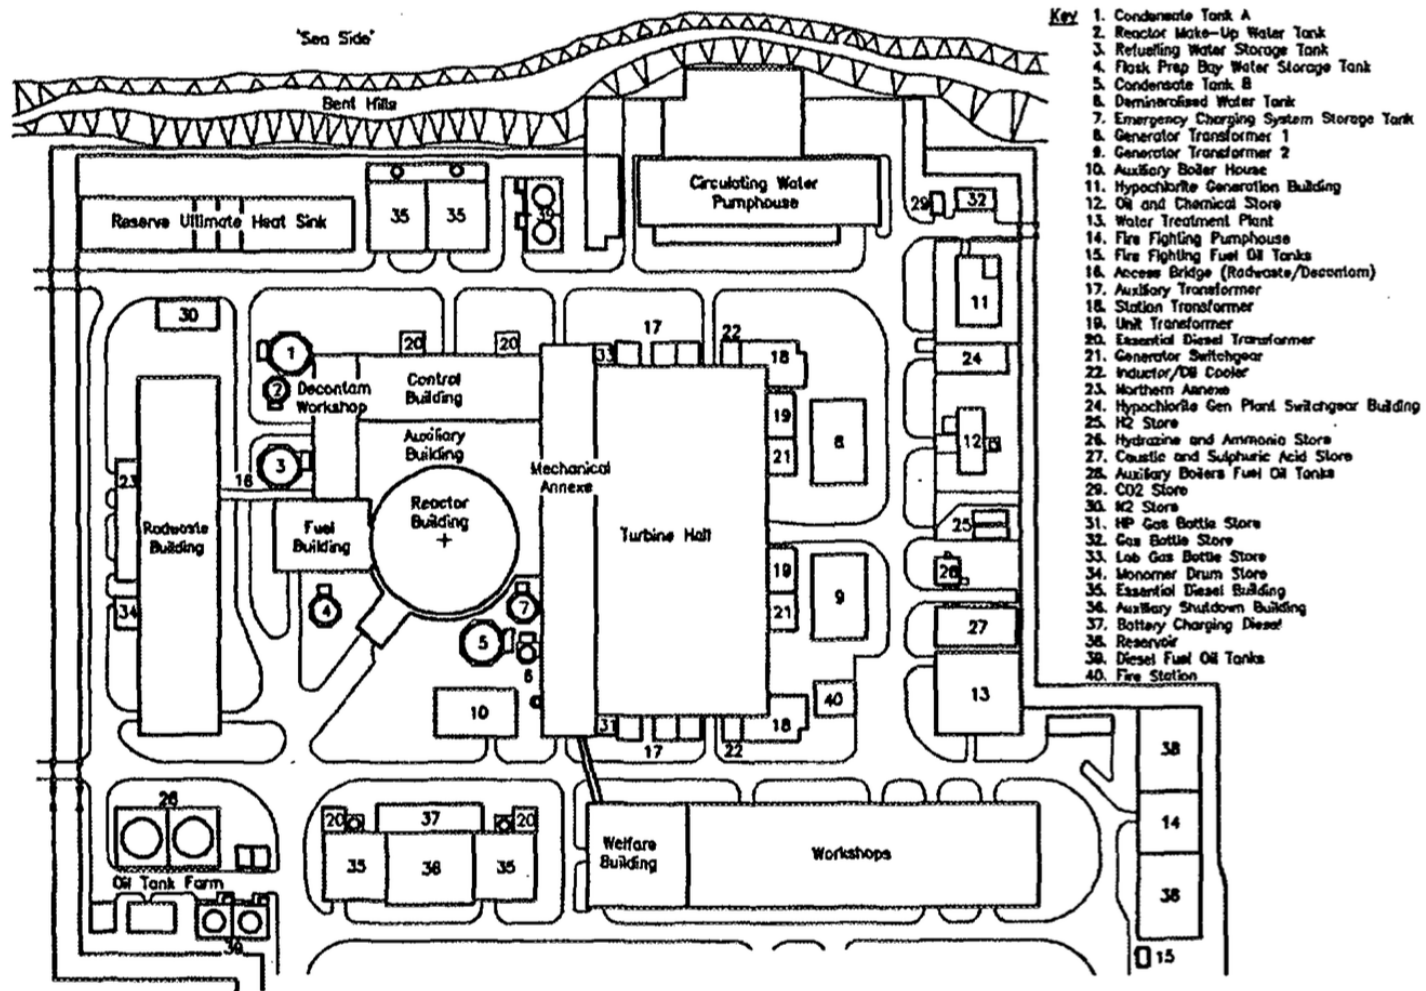 'Sea Side'
Bent Hills
Key
1. Condensate Tank A
2. Reactor Make-Up Water Tank
3. Refuelling Water Storage Tank
4. Flask Prep Bay Water Storage Tank
5. Condensate Tank B
6. Demineralised Water Tank
7. Emergency Charging System Storage Tank
8. Generator Transformer 1
9. Generator Transformer 2
10. Auxiliary Boiler House
11. Hypochlorite Generation Building
12. Oil and Chemical Store
13. Water Treatment Plant
14. Fire Fighting Pumphouse
15. Fire Fighting Fuel Oil Tanks
16. Access Bridge (Radwaste/Decontam)
17. Auxiliary Transformer
18. Station Transformer
19. Unit Transformer
20. Essential Diesel Transformer
21. Generator Switchgear
22. Inductor/Oil Cooler
23. Northern Annexe
24. Hypochlorite Gen Plant Switchgear Building
25. H2 Store
26. Hydrazine and Ammonia Store
27. Caustic and Sulphuric Acid Store
28. Auxiliary Boilers Fuel Oil Tanks
29. CO2 Store
30. N2 Store
31. HP Gas Bottle Store
32. Gas Bottle Store
33. Lab Gas Bottle Store
34. Monomer Drum Store
35. Essential Diesel Building
36. Auxiliary Shutdown Building
37. Battery Charging Diesel
38. Reservoir
39. Diesel Fuel Oil Tanks
40. Fire Station
Reserve Ultimate Heat Sink
35
35
39
Circulating Water
Pumphouse
29
32
11
30
1
20
20
33
17
22
18
24
2
Decontam
Workshop
Control
Building
19
8
12
Auxiliary
Building
21
3
16
Mechanical
Annexe
23
Radwaste
Building
Fuel
Building
Reactor
Building
Turbine Hall
25
19
26
9
34
4
7
21
27
5
6
10
40
13
31
17
22
18
38
28
20
37
20
14
35
36
35
Welfare
Building
Workshops
Oil Tank Farm
38
39
15